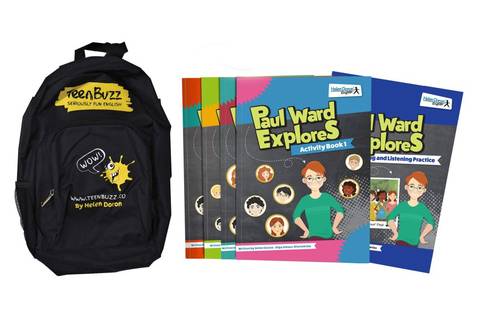 TeenBuzz
SERIOUSLY FUN ENGLISH
WOW!
WWW.TEENBUZZ.CO
By Helen Doron
Helen Doron
English
Paul Ward
ExploreS
Activity Book 1
Helen Doron
English
Ward
ExploreS
and Listening Practice